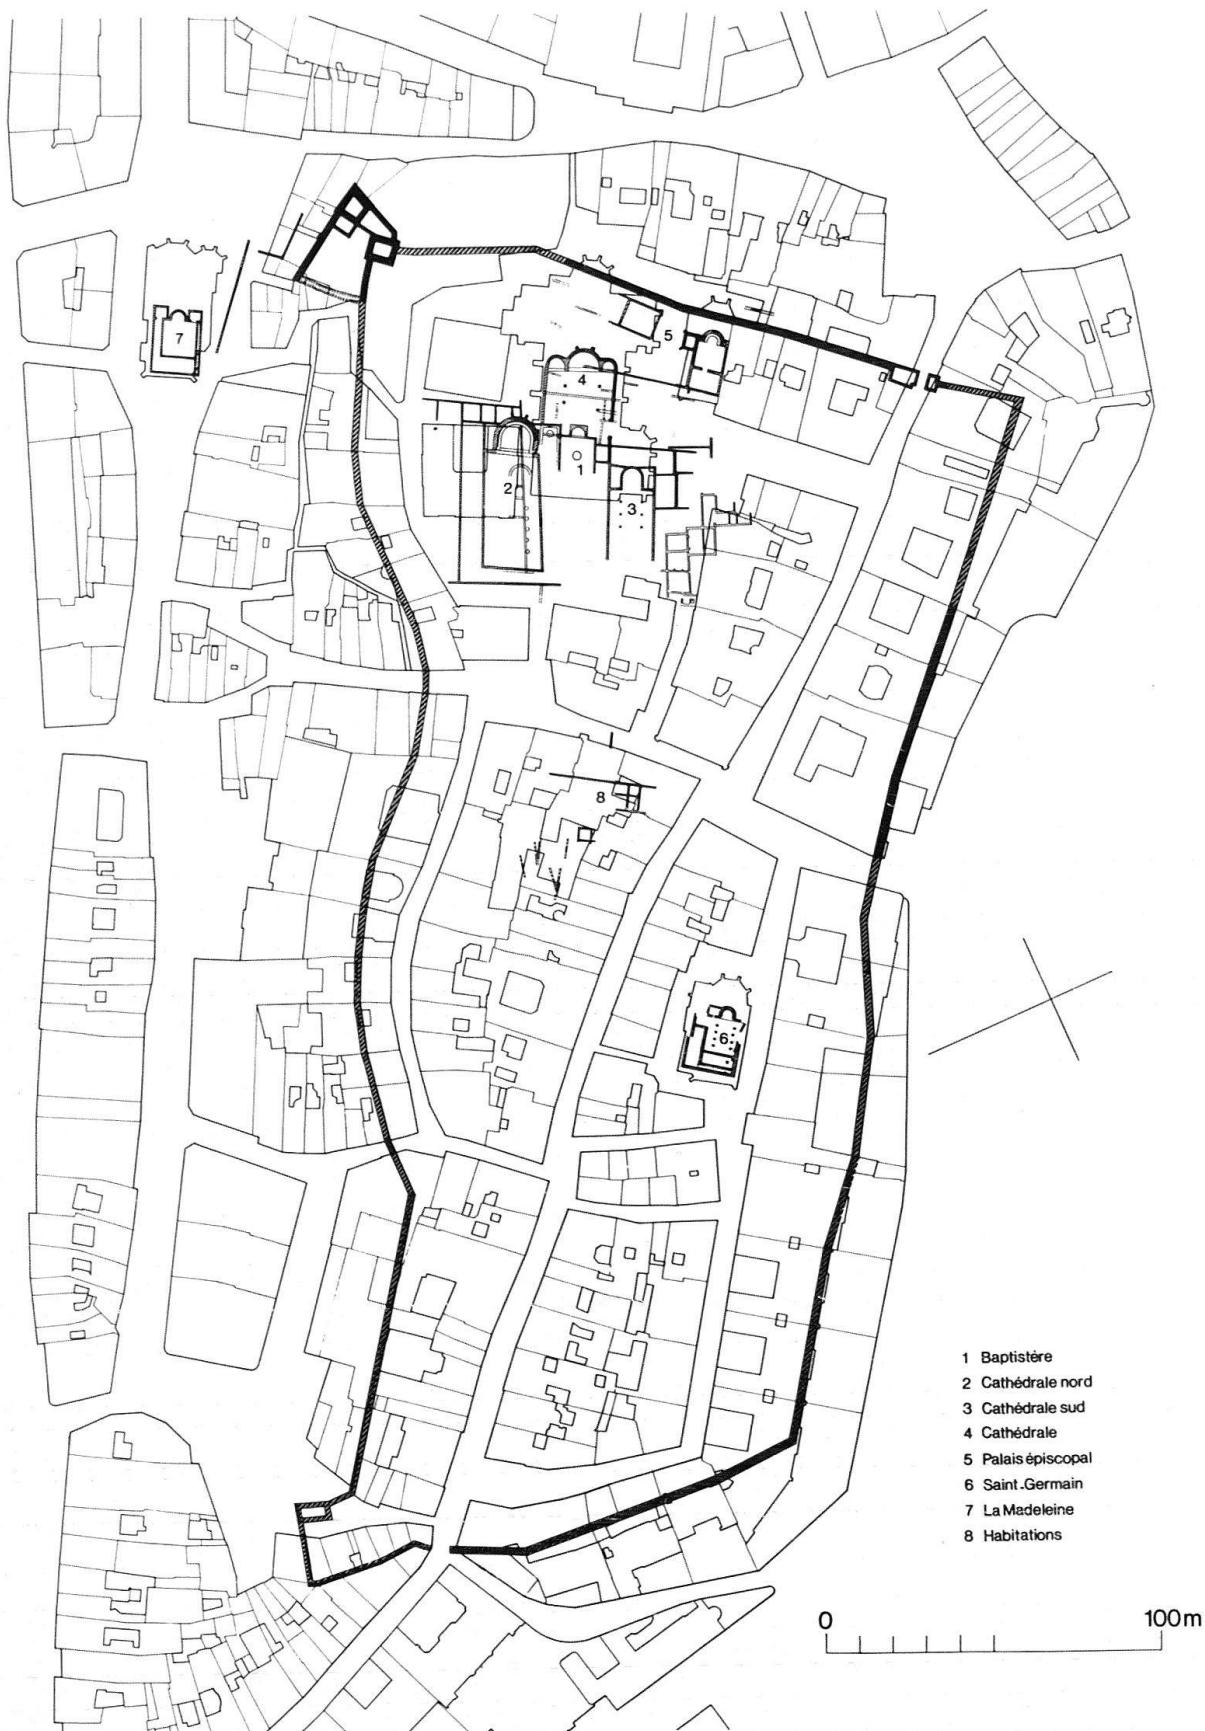 7
5
4
1
2
3
8
6
1 Baptistère
2 Cathédrale nord
3 Cathédrale sud
4 Cathédrale
5 Palais épiscopal
6 Saint.Germain
7 La Madeleine
8 Habitations
0 100m